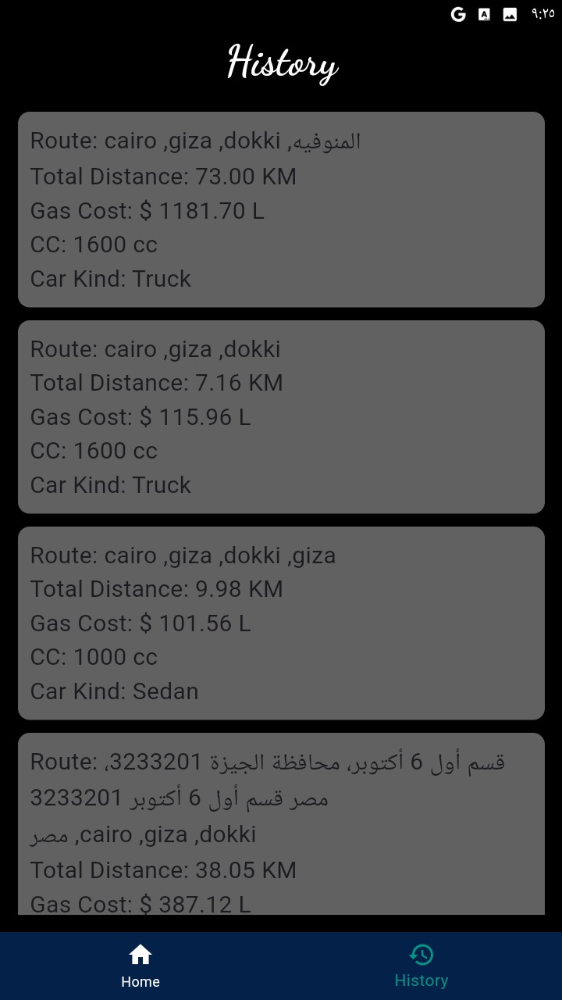 ٩:٢٥
History
Route: cairo ,giza ,dokki ,المنوفيه
Total Distance: 73.00 KM
Gas Cost: $ 1181.70 L
CC: 1600 cc
Car Kind: Truck
Route: cairo ,giza ,dokki
Total Distance: 7.16 KM
Gas Cost: $ 115.96 L
CC: 1600 cc
Car Kind: Truck
Route: cairo ,giza ,dokki ,giza
Total Distance: 9.98 KM
Gas Cost: $ 101.56 L
CC: 1000 cc
Car Kind: Sedan
Route: قسم أول 6 أكتوبر، محافظة الجيزة 3233201،
مصر قسم أول 6 أكتوبر 3233201
مصر ,cairo ,giza ,dokki
Total Distance: 38.05 KM
Gas Cost: $ 387.12 L
Home
History